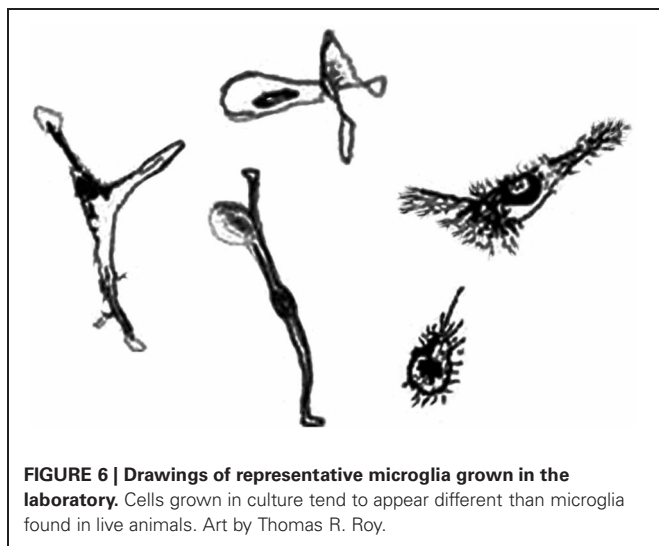 FIGURE 6 | Drawings of representative microglia grown in the
laboratory. Cells grown in culture tend to appear different than microglia
found in live animals. Art by Thomas R. Roy.